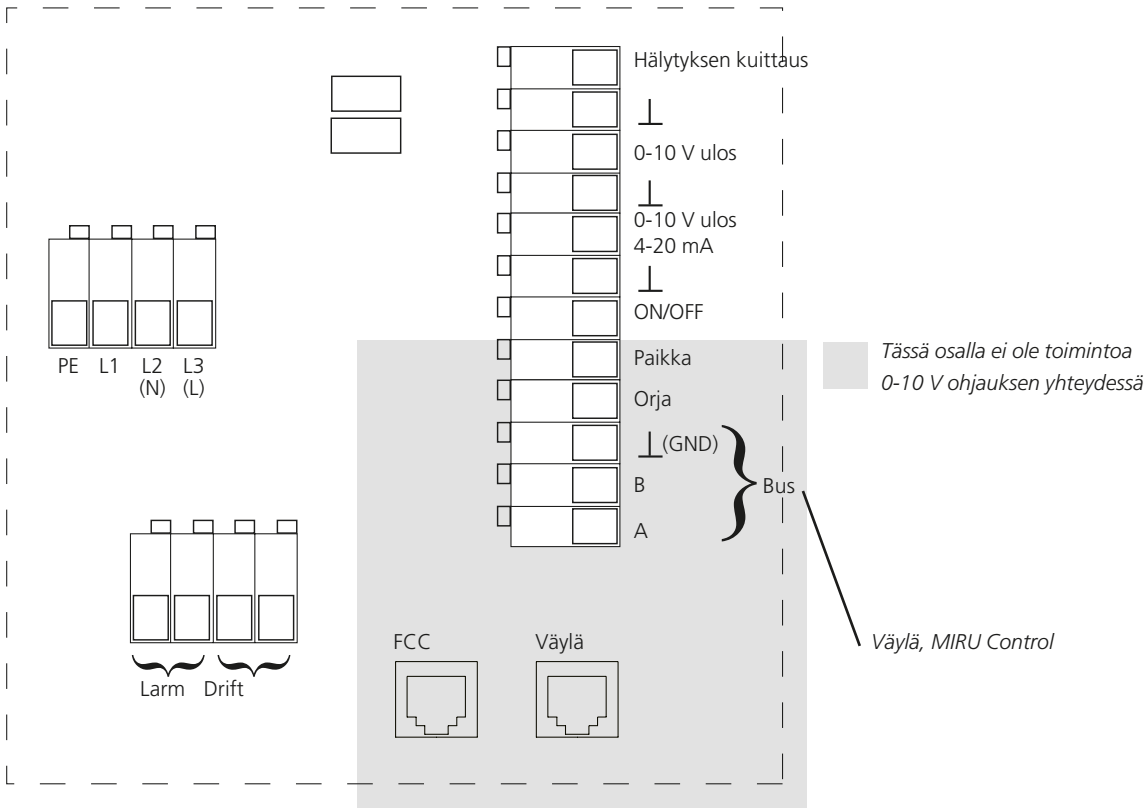 Hälytyksen kuittaus
⊥
0-10 V ulos
⊥
0-10 V ulos
4-20 mA
⊥
ON/OFF
Paikka
Orja
⊥(GND)
B
A
Bus
PE L1 L2 L3
(N) (L)
Tässä osalla ei ole toimintoa
0-10 V ohjauksen yhteydessä
Larm Drift
FCC
Väylä
Väylä, MIRU Control